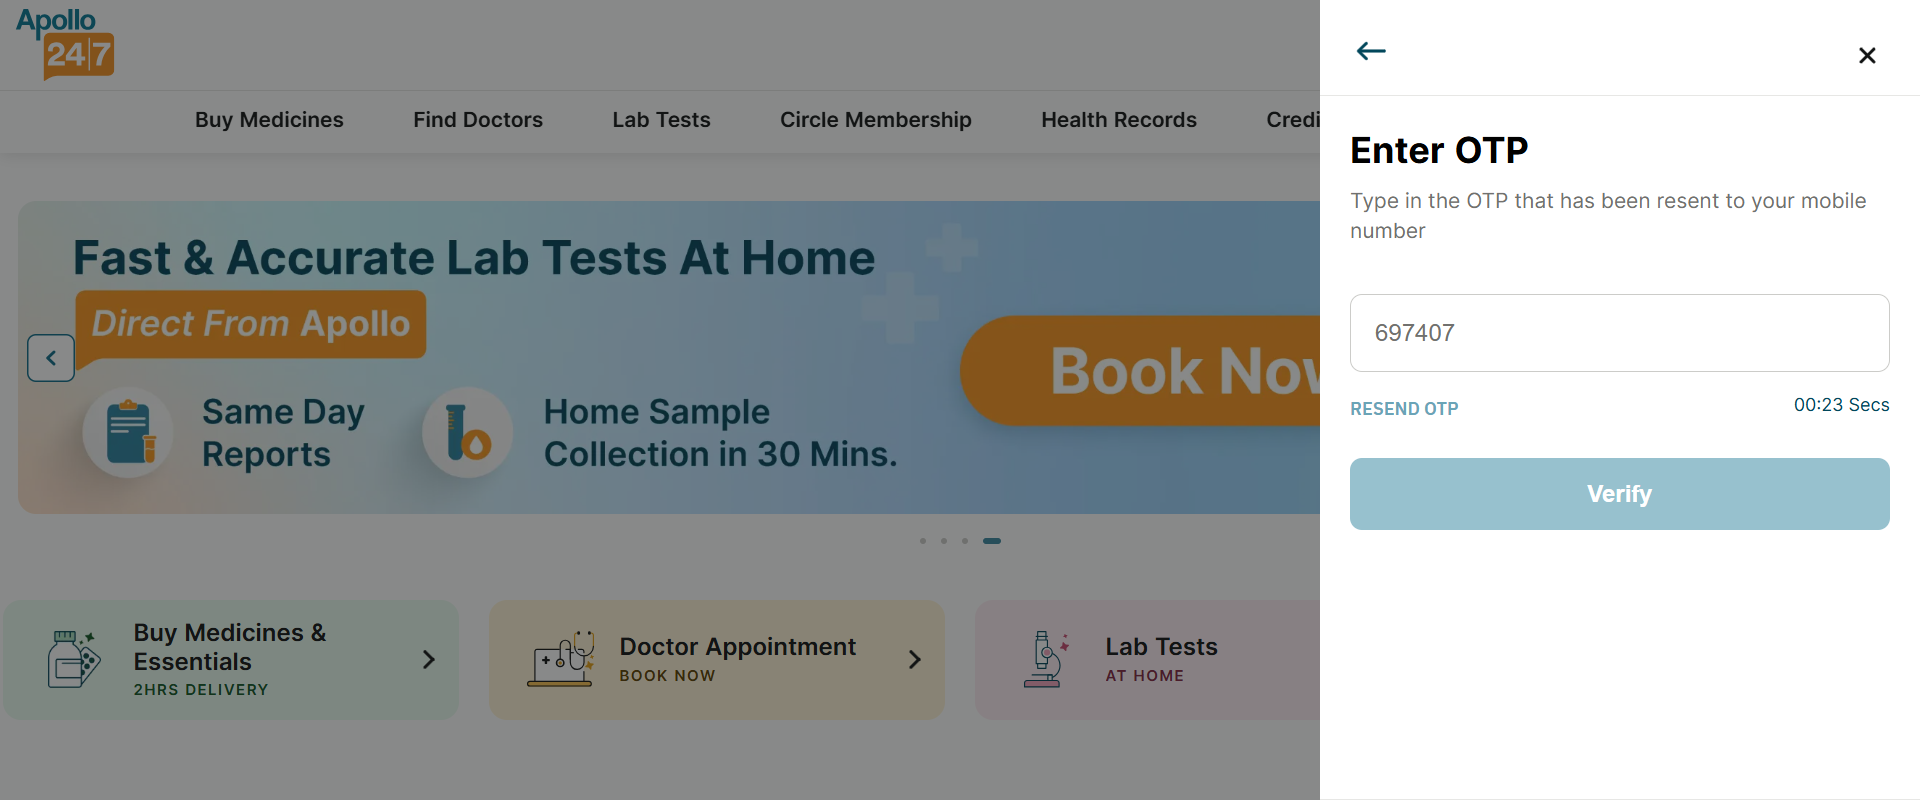 Apollo
24|7
Buy Medicines
Find Doctors
Lab Tests
Circle Membership
Health Records
Credi
Fast & Accurate Lab Tests At Home
Direct From Apollo
Same Day
Reports
Home Sample
Collection in 30 Mins.
Book Now
Buy Medicines &
Essentials
2HRS DELIVERY
Doctor Appointment
BOOK NOW
Lab Tests
AT HOME
Enter OTP
Type in the OTP that has been resent to your mobile
number
697407
RESEND OTP
00:23 Secs
Verify